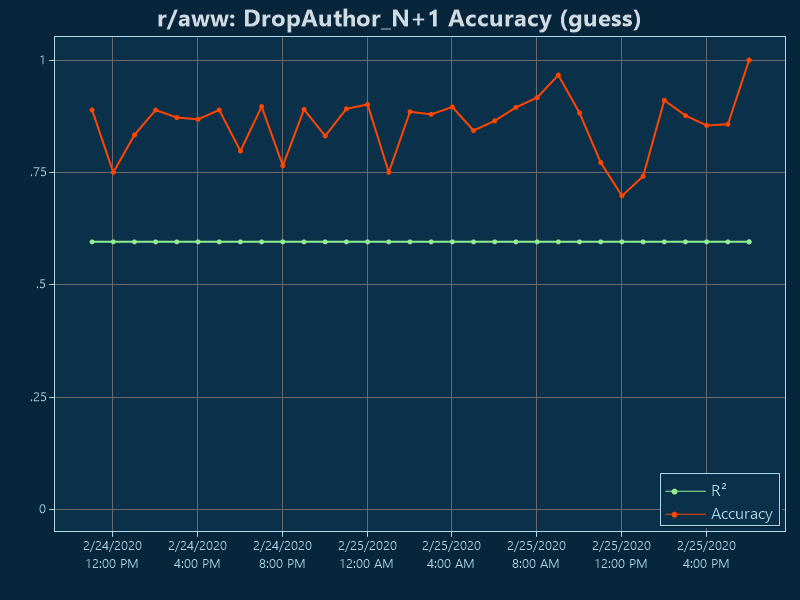 r/aww: DropAuthor_N+1 Accuracy (guess)
1
.75
.5
.25
0
R²
Accuracy
2/24/2020 2/24/2020 2/24/2020 2/25/2020 2/25/2020 2/25/2020 2/25/2020 2/25/2020
12:00 PM 4:00 PM 8:00 PM 12:00 AM 4:00 AM 8:00 AM 12:00 PM 4:00 PM